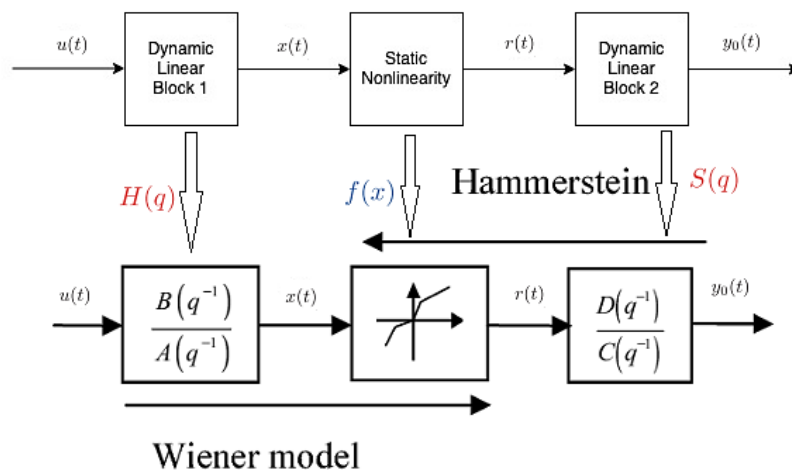 u(t)
Dynamic
Linear
Block 1
x(t)
Static
Nonlinearity
r(t)
Dynamic
Linear
Block 2
y₀(t)
H(q)
f(x)
Hammerstein
S(q)
u(t)
B(q⁻¹)
A(q⁻¹)
x(t)
r(t)
D(q⁻¹)
C(q⁻¹)
y₀(t)
Wiener model